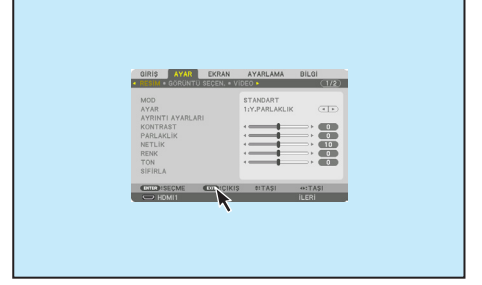 GİRİŞ AYAR EKRAN AYARLAMA BİLGİ
RESİM • GÖRÜNTÜ SEÇEN. • VİDEO 1/2
MOD STANDART
AYAR 1:Y.PARLAKLIK
AYRINTI AYARLARI
KONTRAST 0
PARLAKLIK 0
NETLİK 10
RENK 0
TON 0
SIFIRLA
ENTER :SEÇME EXIT :ÇIKIŞ :TAŞI :TAŞI
HDMI1 İLERİ